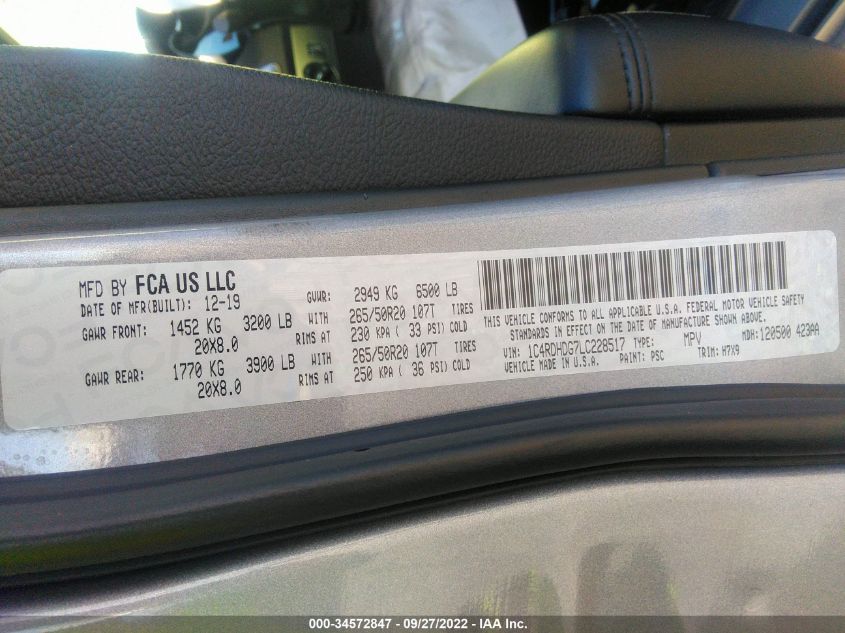 MFD BY FCA US LLC
DATE OF MFR(BUILT): 12-19 GVWR: 2949 KG 6500 LB
GAWR FRONT: 1452 KG 3200 LB WITH 265/50R20 107T TIRES
20X8.0 RIMS AT 230 KPA ( 33 PSI) COLD
GAWR REAR: 1770 KG 3900 LB WITH 265/50R20 107T TIRES
20X8.0 RIMS AT 250 KPA ( 36 PSI) COLD
THIS VEHICLE CONFORMS TO ALL APPLICABLE U.S.A. FEDERAL MOTOR VEHICLE SAFETY
STANDARDS IN EFFECT ON THE DATE OF MANUFACTURE SHOWN ABOVE.
VIN: 1C4RDHDG7LC228517 TYPE: MPV MDH: 120500 423AA
VEHICLE MADE IN U.S.A. PAINT: PSC TRIM: H7X9
000-34572847 - 09/27/2022 - IAA Inc.